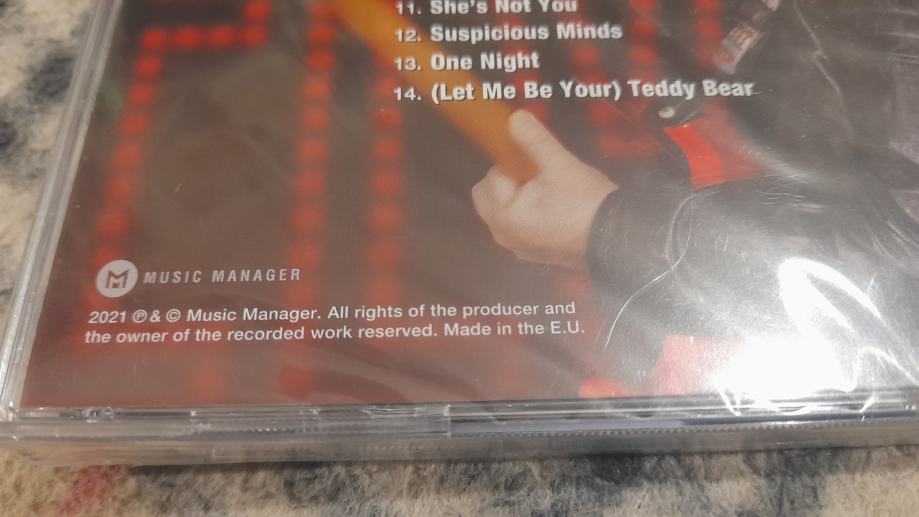 11. She's Not You
12. Suspicious Minds
13. One Night
14. (Let Me Be Your) Teddy Bear
M MUSIC MANAGER
2021 ℗ & © Music Manager. All rights of the producer and
the owner of the recorded work reserved. Made in the E.U.